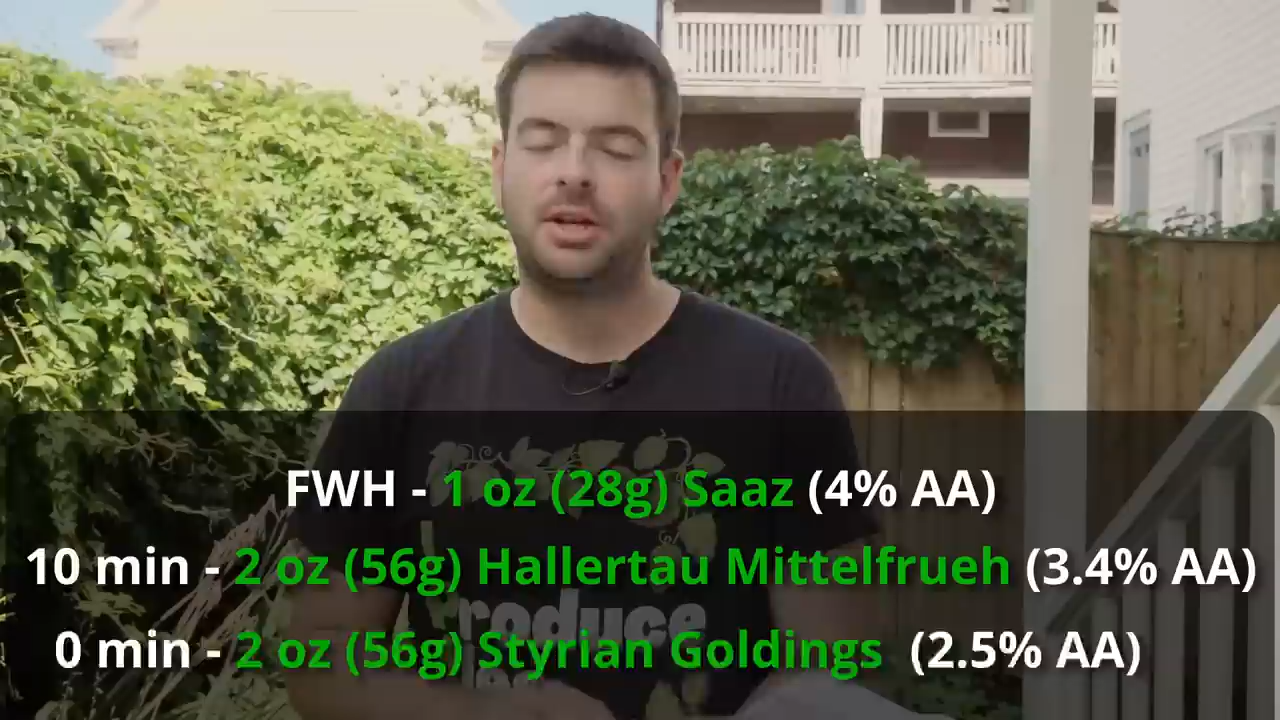 FWH - 1 oz (28g) Saaz (4% AA)
10 min - 2 oz (56g) Hallertau Mittelfrueh (3.4% AA)
0 min - 2 oz (56g) Styrian Goldings (2.5% AA)
Produce